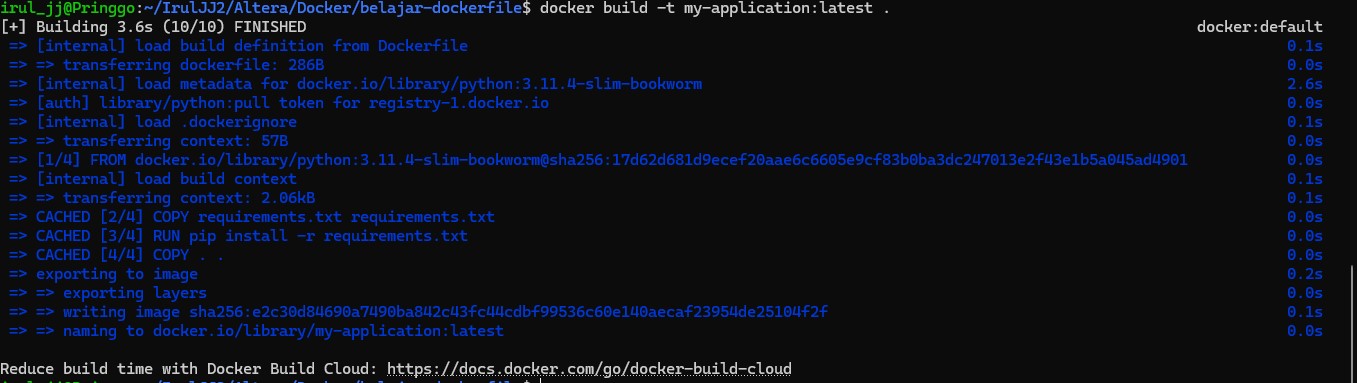 irul_jj@Pringgo:~/IrulJJ2/Altera/Docker/belajar-dockerfile$ docker build -t my-application:latest .
[+] Building 3.6s (10/10) FINISHED docker:default
=> [internal] load build definition from Dockerfile 0.1s
=> => transferring dockerfile: 286B 0.0s
=> [internal] load metadata for docker.io/library/python:3.11.4-slim-bookworm 2.6s
=> [auth] library/python:pull token for registry-1.docker.io 0.0s
=> [internal] load .dockerignore 0.1s
=> => transferring context: 57B 0.0s
=> [1/4] FROM docker.io/library/python:3.11.4-slim-bookworm@sha256:17d62d681d9ecef20aae6c6605e9cf83b0ba3dc247013e2f43e1b5a045ad4901 0.0s
=> [internal] load build context 0.1s
=> => transferring context: 2.06kB 0.1s
=> CACHED [2/4] COPY requirements.txt requirements.txt 0.0s
=> CACHED [3/4] RUN pip install -r requirements.txt 0.0s
=> CACHED [4/4] COPY . . 0.0s
=> exporting to image 0.2s
=> => exporting layers 0.0s
=> => writing image sha256:e2c30d84690a7490ba842c43fc44cdbf99536c60e140aecaf23954de25104f2f 0.1s
=> => naming to docker.io/library/my-application:latest 0.0s
Reduce build time with Docker Build Cloud: https://docs.docker.com/go/docker-build-cloud